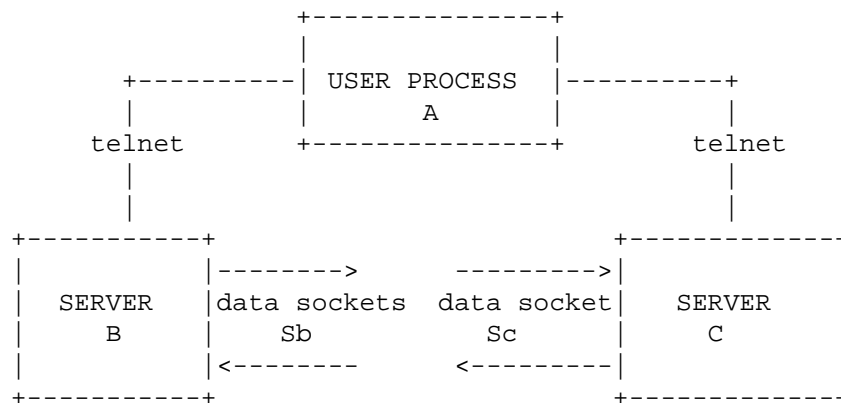 USER PROCESS
A
telnet telnet
data sockets data socket
SERVER SERVER
B Sb Sc C